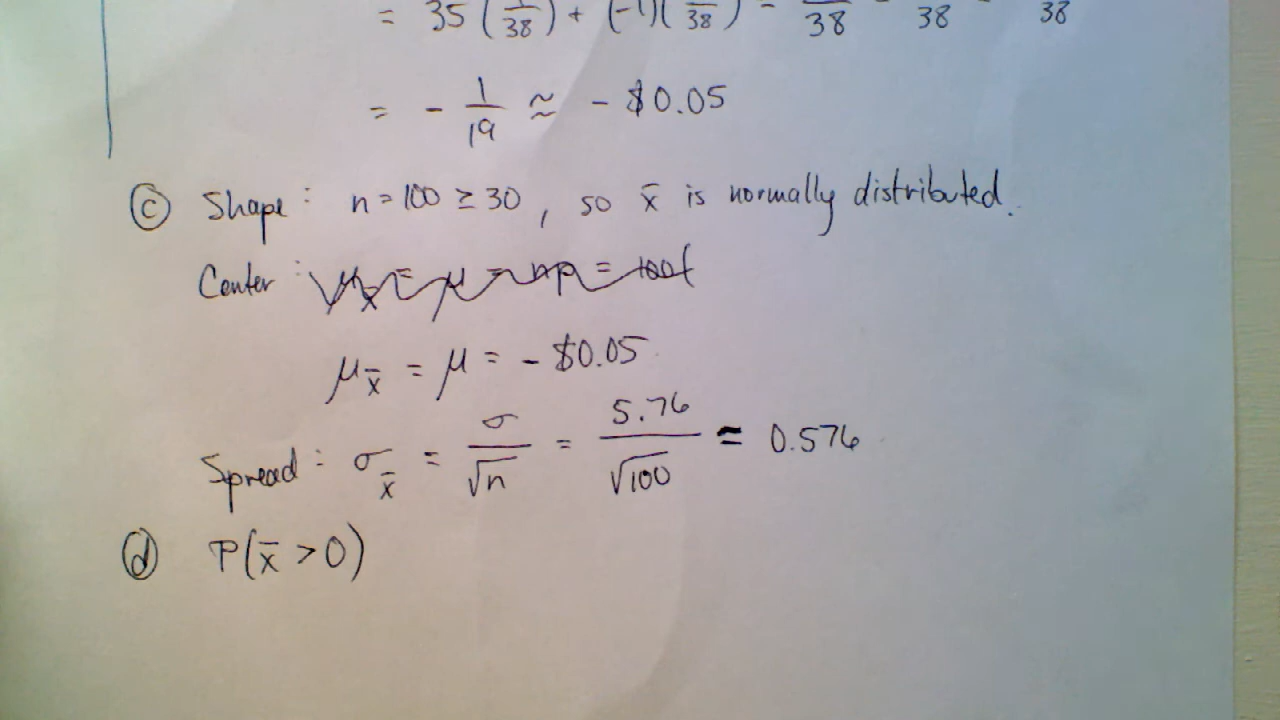 = 35 (1/38) + (-1)( /38) = /38 - /38 = /38
= - 1/19 ≈ - $0.05
ⓒ Shape: n = 100 ≥ 30, so x̄ is normally distributed.
Center: μx̄ = μ = np = 100(
μx̄ = μ = - $0.05
Spread: σx̄ = σ/√n = 5.76/√100 = 0.576
ⓓ P(x̄ > 0)